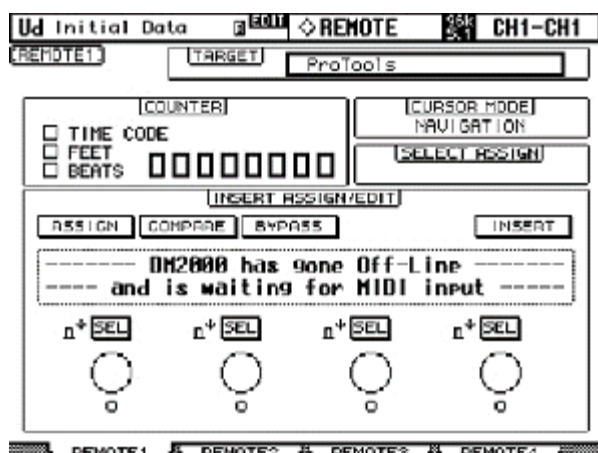 Ud Initial Data EDIT ◇REMOTE 96k CH1-CH1
REMOTE1 TARGET ProTools
COUNTER
TIME CODE
FEET
BEATS
CURSOR MODE
NAVIGATION
SELECT ASSIGN
INSERT ASSIGN/EDIT
ASSIGN COMPARE BYPASS INSERT
------- DM2000 has gone Off-Line -------
---- and is waiting for MIDI input -----
SEL SEL SEL SEL
REMOTE1 REMOTE2 REMOTE3 REMOTE4